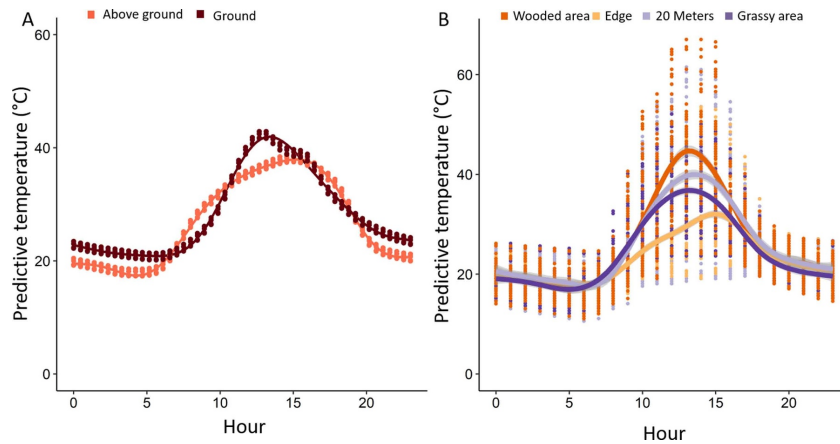 A
Above ground
Ground
60
40
20
0
Predictive temperature (°C)
0
5
10
15
20
Hour
B
Wooded area
Edge
20 Meters
Grassy area
60
40
20
0
Predictive temperature (°C)
0
5
10
15
20
Hour